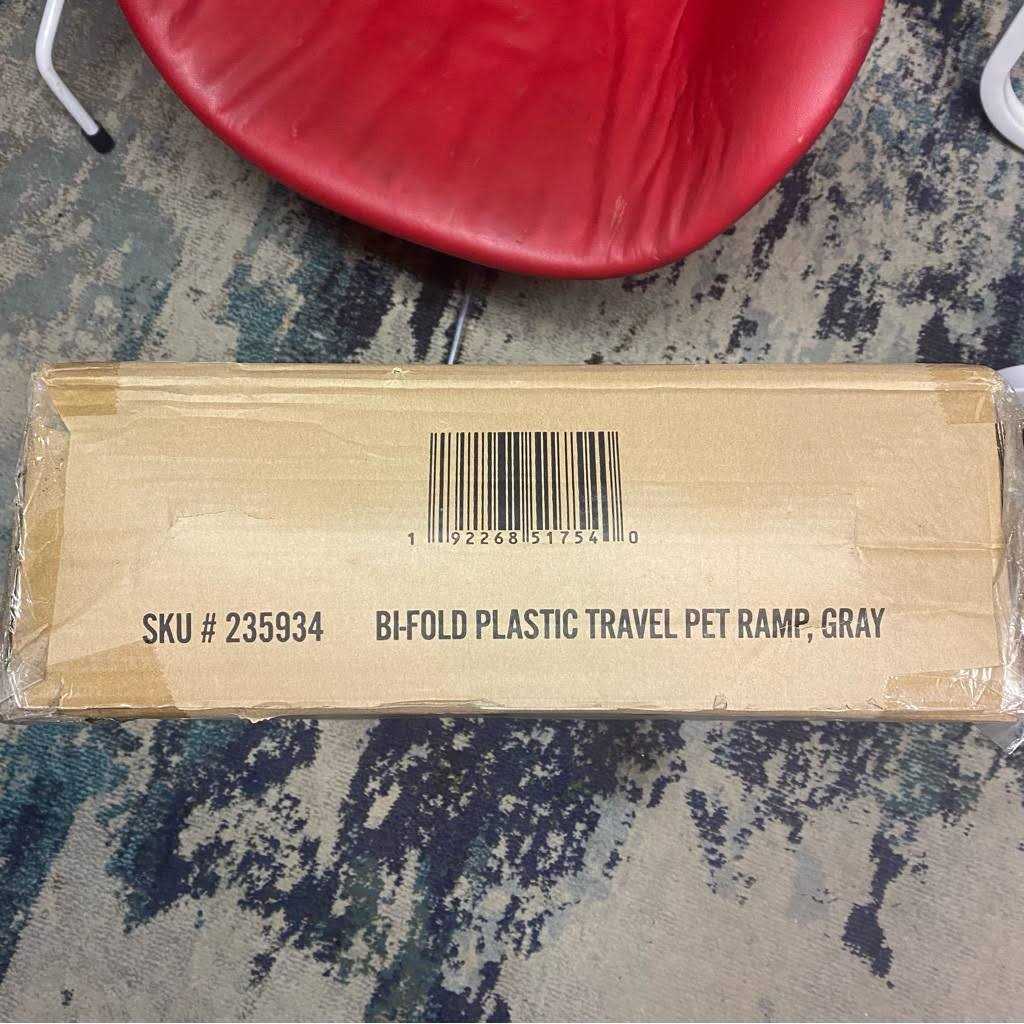 1 92268 51754 0
SKU # 235934 BI-FOLD PLASTIC TRAVEL PET RAMP, GRAY